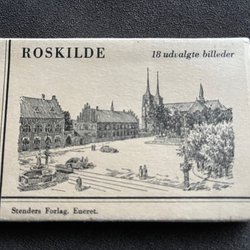 ROSKILDE
18 udvalgte billeder
Stenders Forlag. Eneret.